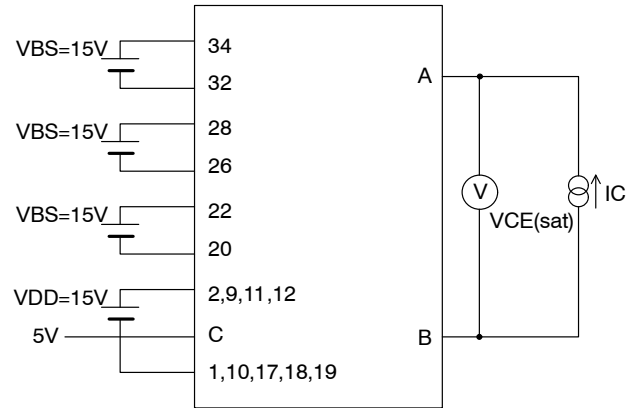 VBS=15V
34
32
A
VBS=15V
28
26
VBS=15V
22
20
V
IC
VCE(sat)
VDD=15V
2,9,11,12
5V
C
B
1,10,17,18,19